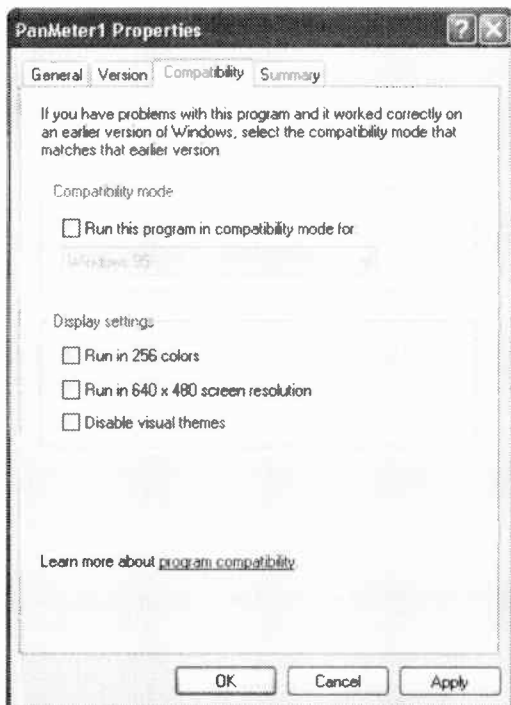 PanMeter1 Properties
General Version Compatibility Summary
If you have problems with this program and it worked correctly on
an earlier version of Windows, select the compatibility mode that
matches that earlier version.
Compatibility mode
Run this program in compatibility mode for
Windows 95
Display settings
Run in 256 colors
Run in 640 x 480 screen resolution
Disable visual themes
Learn more about program compatibility.
OK Cancel Apply